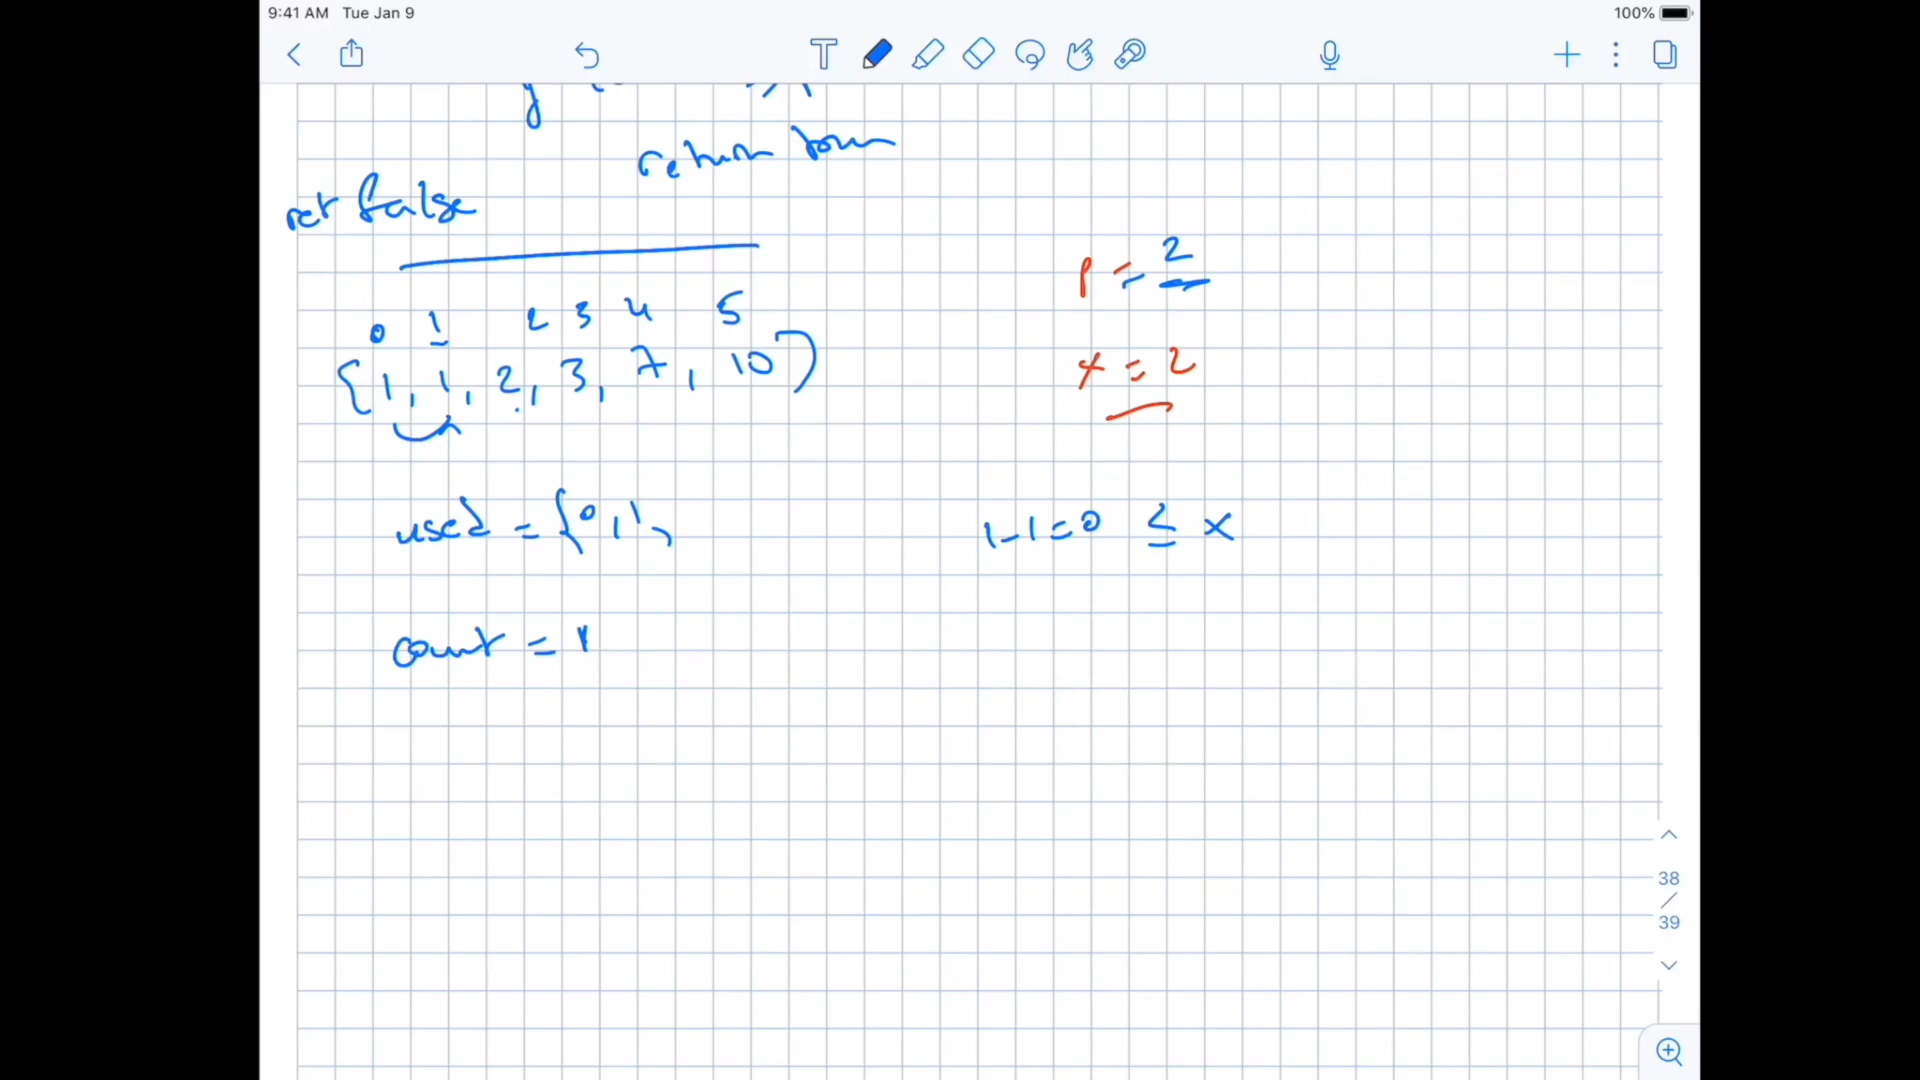 9:41 AM Tue Jan 9
100%
return
ret false
p = 2
0 1 2 3 4 5
{1, 1, 2, 3, 7, 10}
x = 2
used = {0, 1,
1-1=0 ≤ x
count = 1
38
/
39